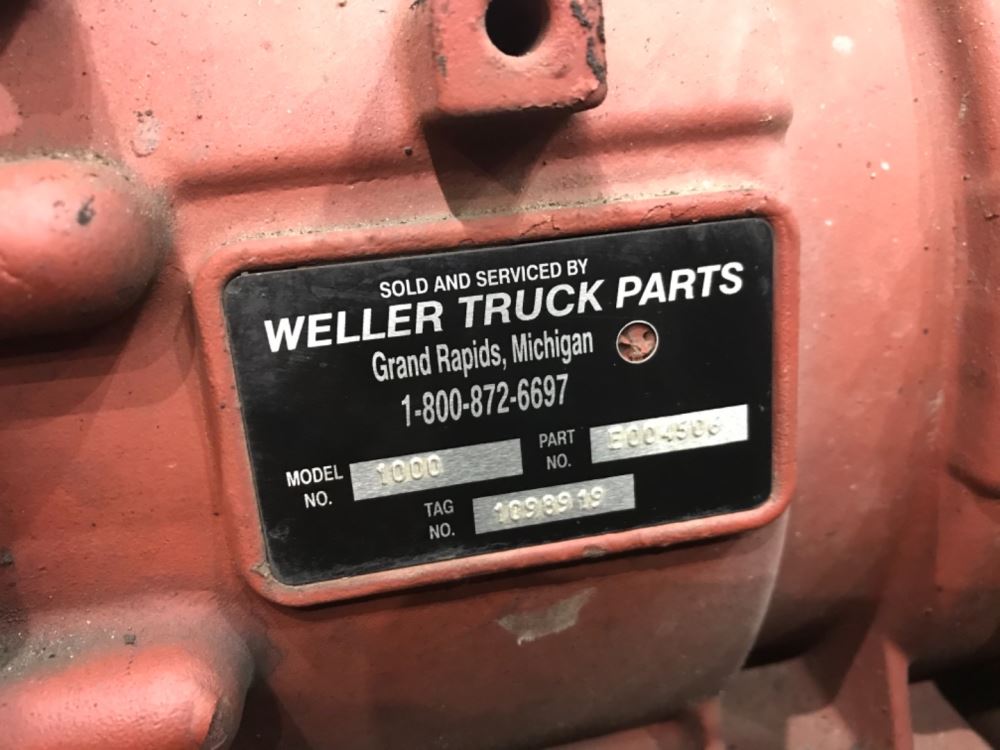 SOLD AND SERVICED BY
WELLER TRUCK PARTS
Grand Rapids, Michigan
1-800-872-6697
MODEL NO. 1000
PART NO. E004506
TAG NO. 1098919